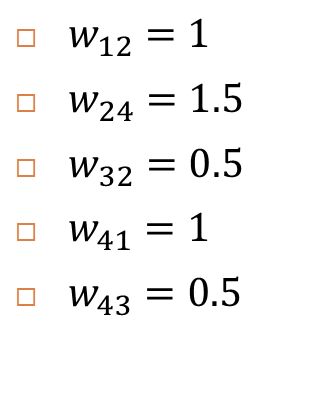 □ w₁₂ = 1
□ w₂₄ = 1.5
□ w₃₂ = 0.5
□ w₄₁ = 1
□ w₄₃ = 0.5